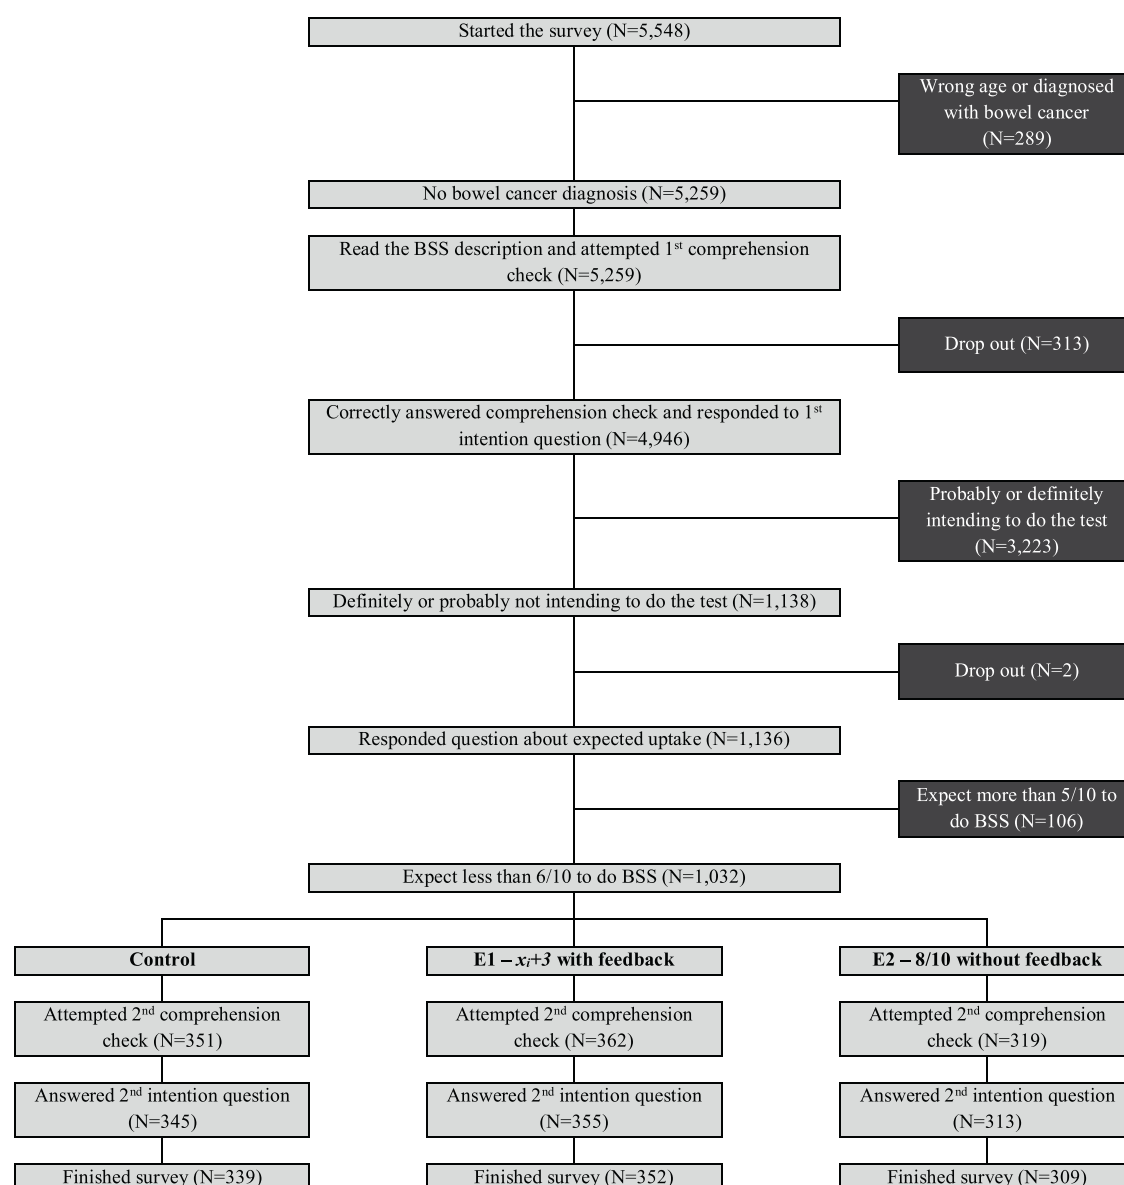 Started the survey (N=5,548)
Wrong age or diagnosed
with bowel cancer
(N=289)
No bowel cancer diagnosis (N=5,259)
Read the BSS description and attempted 1st comprehension
check (N=5,259)
Drop out (N=313)
Correctly answered comprehension check and responded to 1st
intention question (N=4,946)
Probably or definitely
intending to do the test
(N=3,223)
Definitely or probably not intending to do the test (N=1,138)
Drop out (N=2)
Responded question about expected uptake (N=1,136)
Expect more than 5/10 to
do BSS (N=106)
Expect less than 6/10 to do BSS (N=1,032)
Control
E1 – xi+3 with feedback
E2 – 8/10 without feedback
Attempted 2nd comprehension
check (N=351)
Attempted 2nd comprehension
check (N=362)
Attempted 2nd comprehension
check (N=319)
Answered 2nd intention question
(N=345)
Answered 2nd intention question
(N=355)
Answered 2nd intention question
(N=313)
Finished survey (N=339)
Finished survey (N=352)
Finished survey (N=309)